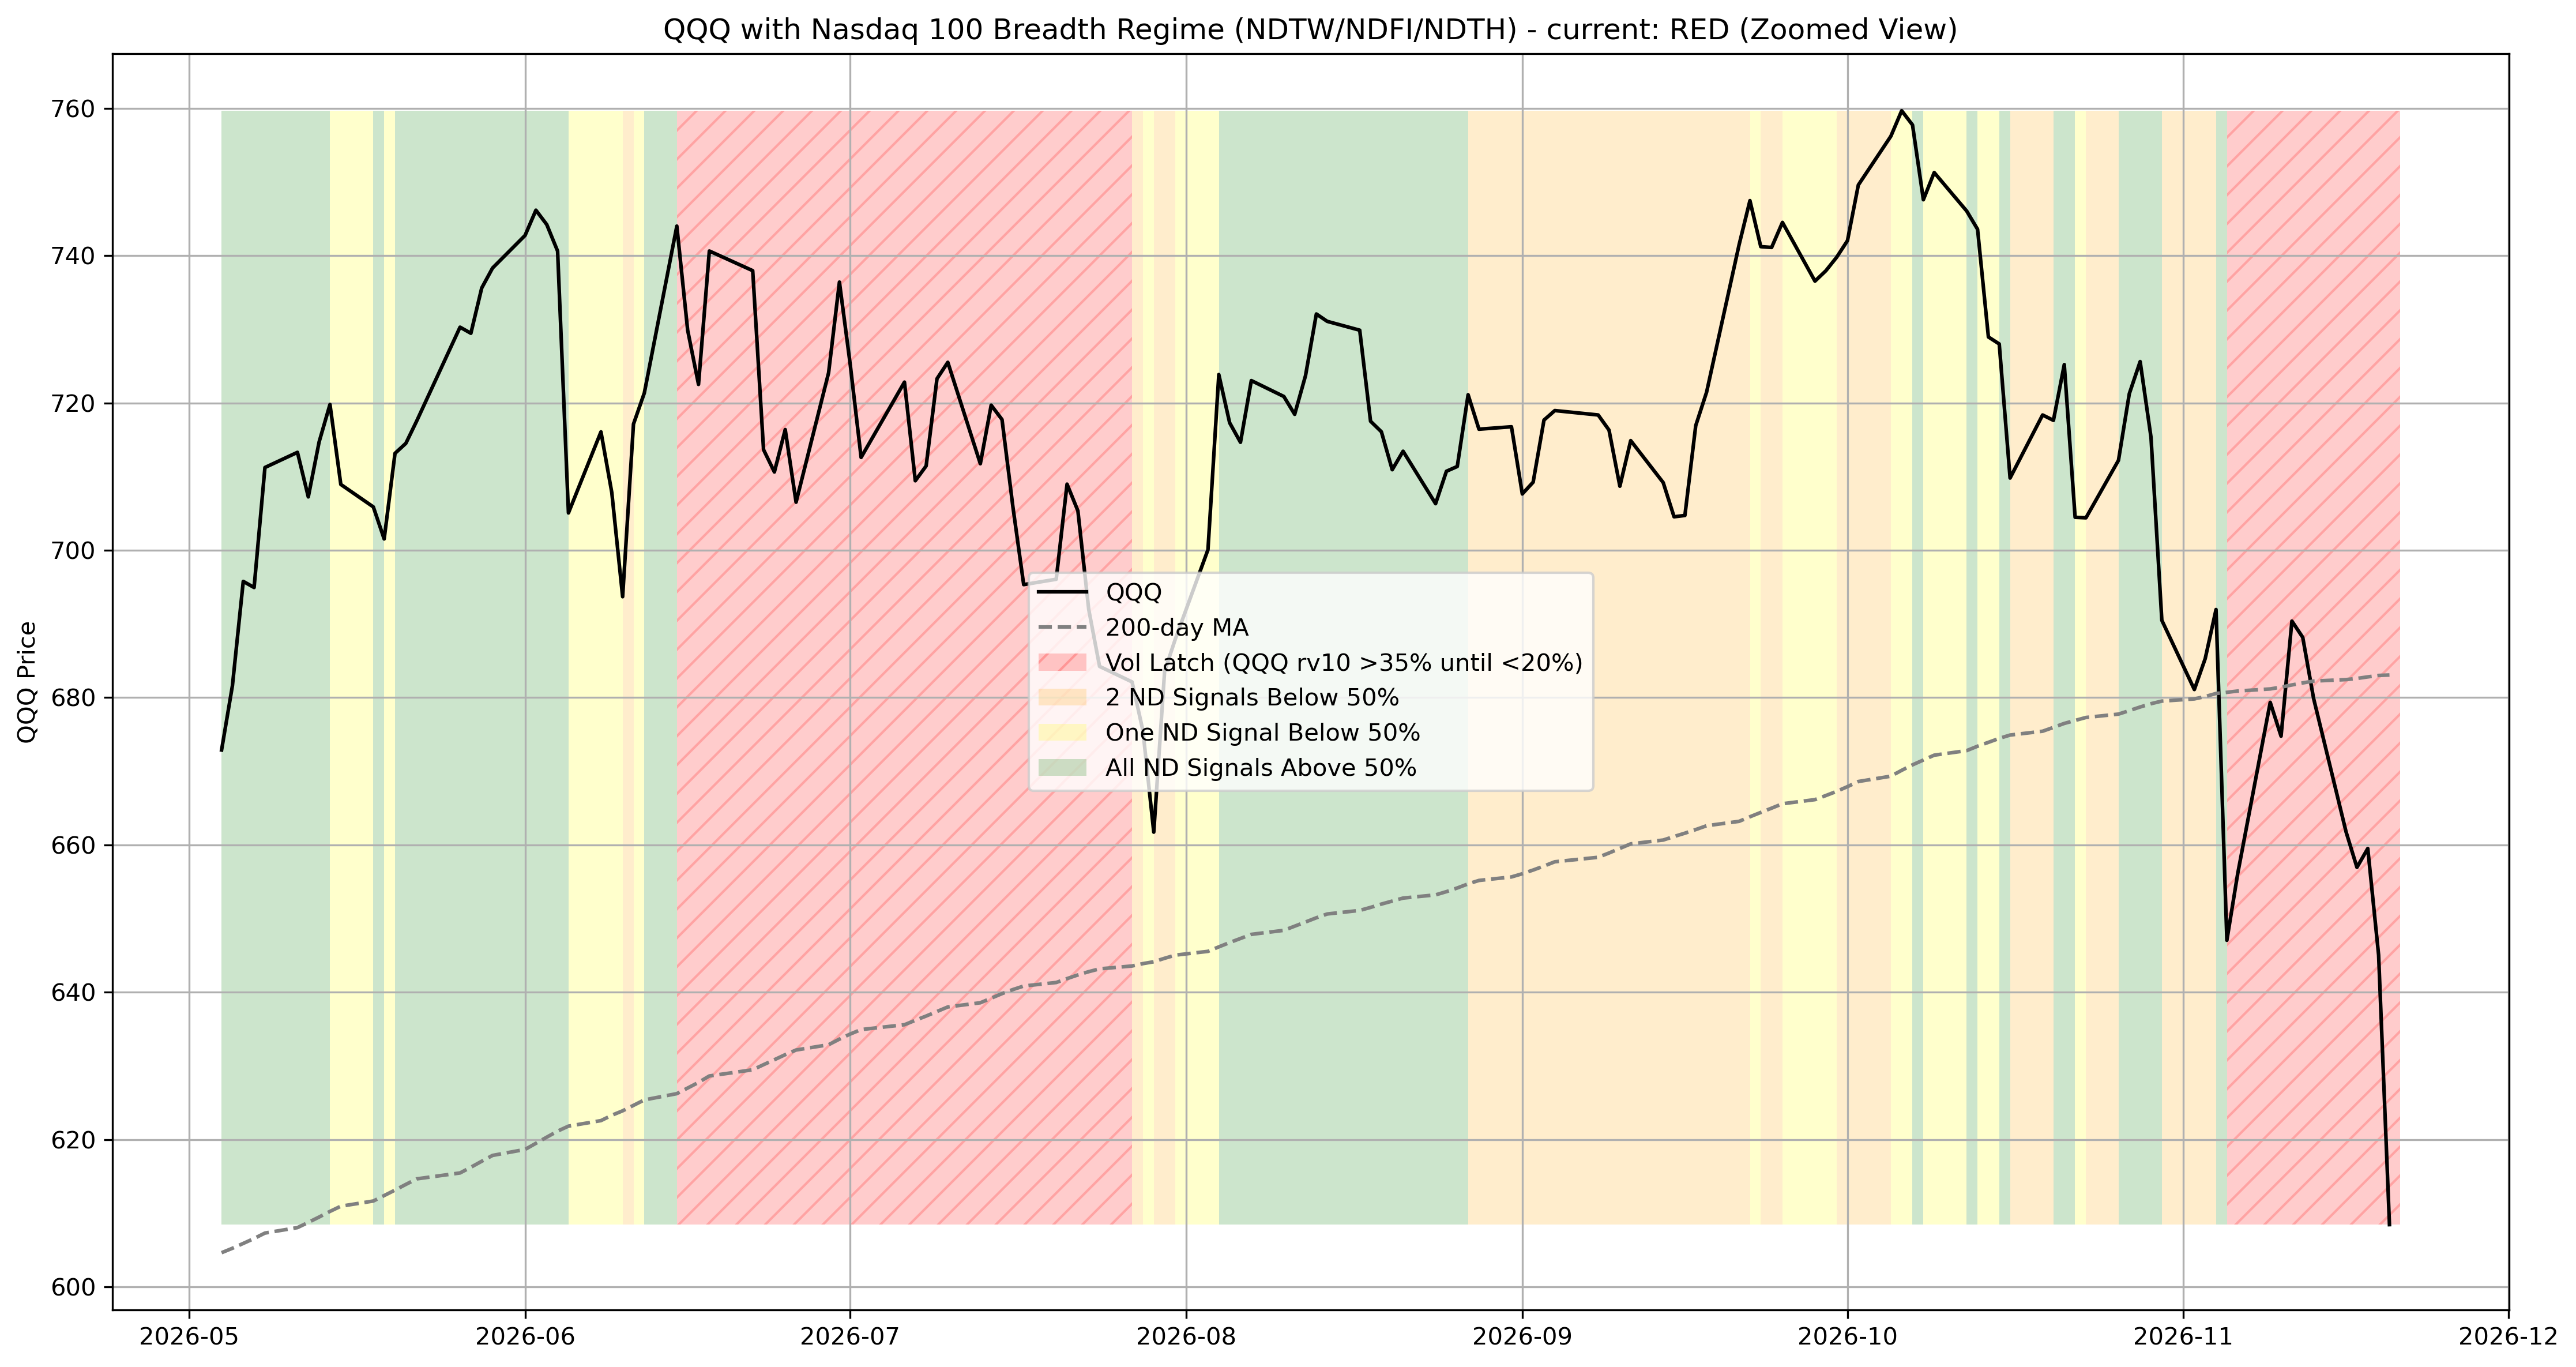 QQQ with Nasdaq 100 Breadth Regime (NDTW/NDFI/NDTH) - current: RED (Zoomed View)
QQQ Price
760
740
720
700
680
660
640
620
600
QQQ
200-day MA
Vol Latch (QQQ rv10 >35% until <20%)
2 ND Signals Below 50%
One ND Signal Below 50%
All ND Signals Above 50%
2026-05
2026-06
2026-07
2026-08
2026-09
2026-10
2026-11
2026-12